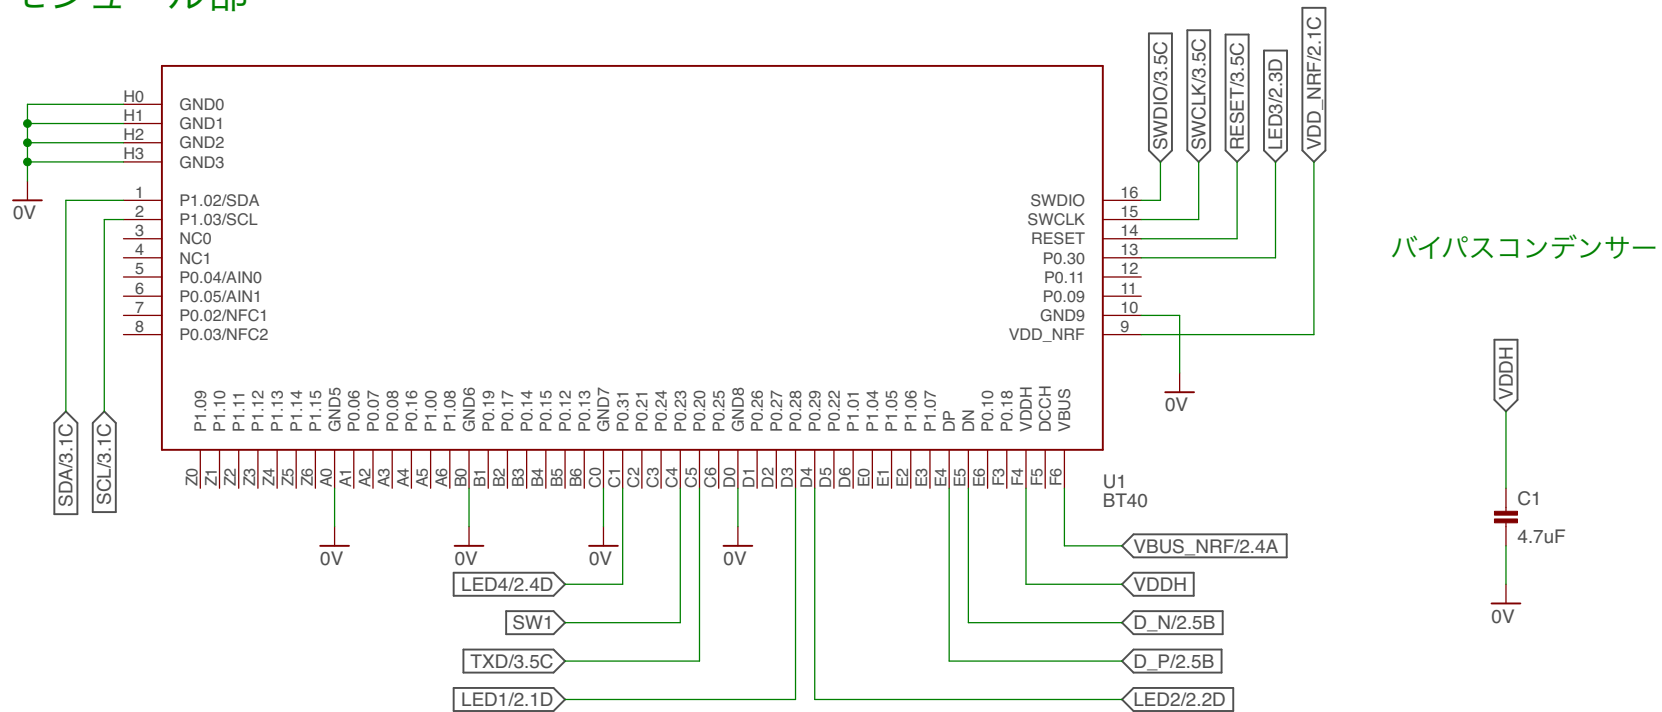 モジュール部
H0 GND0
H1 GND1
H2 GND2
H3 GND3
0V
1 P1.02/SDA
2 P1.03/SCL
3 NC0
4 NC1
5 P0.04/AIN0
6 P0.05/AIN1
7 P0.02/NFC1
8 P0.03/NFC2
SDA/3.1C
SCL/3.1C
SWDIO/3.5C
SWCLK/3.5C
RESET/3.5C
LED3/2.3D
VDD_NRF/2.1C
SWDIO 16
SWCLK 15
RESET 14
P0.30 13
P0.11 12
P0.09 11
GND9 10
VDD_NRF 9
0V
P1.09 Z0
P1.10 Z1
P1.11 Z2
P1.12 Z3
P1.13 Z4
P1.14 Z5
P1.15 Z6
GND5 A0
P0.06 A1
P0.07 A2
P0.08 A3
P0.16 A4
P1.00 A5
P1.08 A6
GND6 B0
P0.19 B1
P0.17 B2
P0.14 B3
P0.15 B4
P0.12 B5
P0.13 B6
GND7 C0
P0.31 C1
P0.21 C2
P0.24 C3
P0.23 C4
P0.20 C5
P0.25 C6
GND8 D0
P0.26 D1
P0.27 D2
P0.28 D3
P0.29 D4
P0.22 D5
P1.01 D6
P1.04 E0
P1.05 E1
P1.06 E2
P1.07 E3
DP E4
DN E5
P0.10 E6
P0.18 F3
VDDH F4
DCCH F5
VBUS F6
U1
BT40
0V
0V
0V
0V
LED4/2.4D
SW1
TXD/3.5C
LED1/2.1D
VBUS_NRF/2.4A
VDDH
D_N/2.5B
D_P/2.5B
LED2/2.2D
バイパスコンデンサー
VDDH
C1
4.7uF
0V